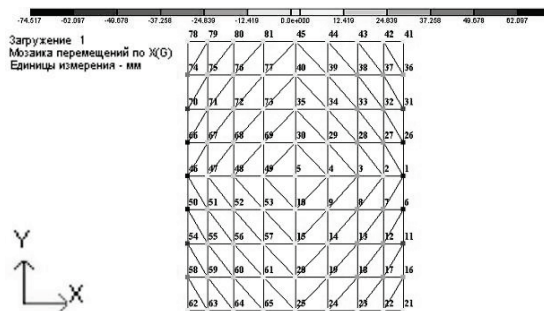 -74.517 -62.097 -49.678 -37.258 -24.839 -12.419 0.0e+000 12.419 24.839 37.258 49.678 62.097
Загружение 1
Мозаика перемещений по X(G)
Единицы измерения - мм
78 79 80 81 45 44 43 42 41
74 75 76 77 40 39 38 37 36
70 71 72 73 35 34 33 32 31
66 67 68 69 30 29 28 27 26
46 47 48 49 5 4 3 2 1
50 51 52 53 10 9 8 7 6
54 55 56 57 15 14 13 12 11
58 59 60 61 20 19 18 17 16
62 63 64 65 25 24 23 22 21
Y
X